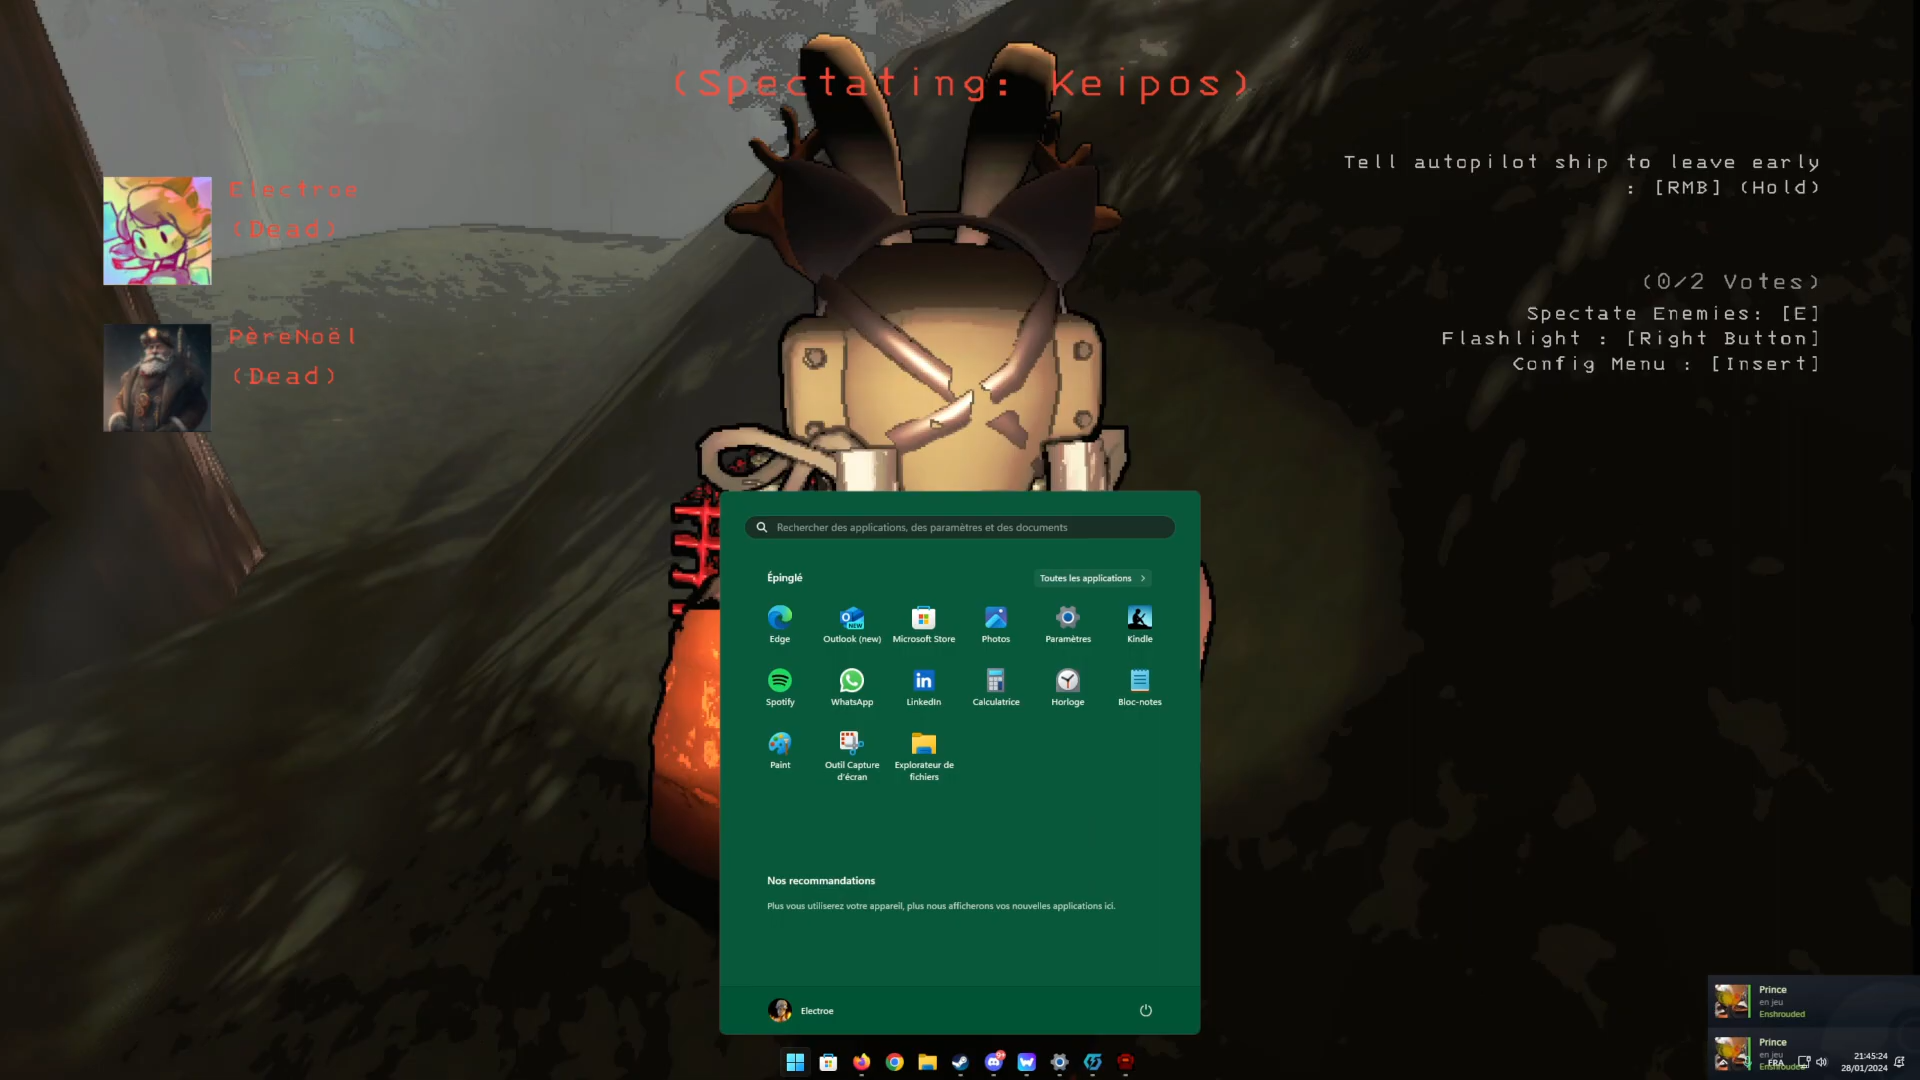 (Spectating: Keipos)
Electroe
(Dead)
PèreNoël
(Dead)
Tell autopilot ship to leave early
: [RMB] (Hold)
(0/2 Votes)
Spectate Enemies: [E]
Flashlight : [Right Button]
Config Menu : [Insert]
Rechercher des applications, des paramètres et des documents
Épinglé
Toutes les applications
Edge
Outlook (new)
Microsoft Store
Photos
Paramètres
Kindle
Spotify
WhatsApp
LinkedIn
Calculatrice
Horloge
Bloc-notes
Paint
Outil Capture
d'écran
Explorateur de
fichiers
Nos recommandations
Plus vous utiliserez votre appareil, plus nous afficherons vos nouvelles applications ici.
Electroe
Prince
en jeu
Enshrouded
Prince
en jeu
Enshrouded
FRA
21:45:24
28/01/2024